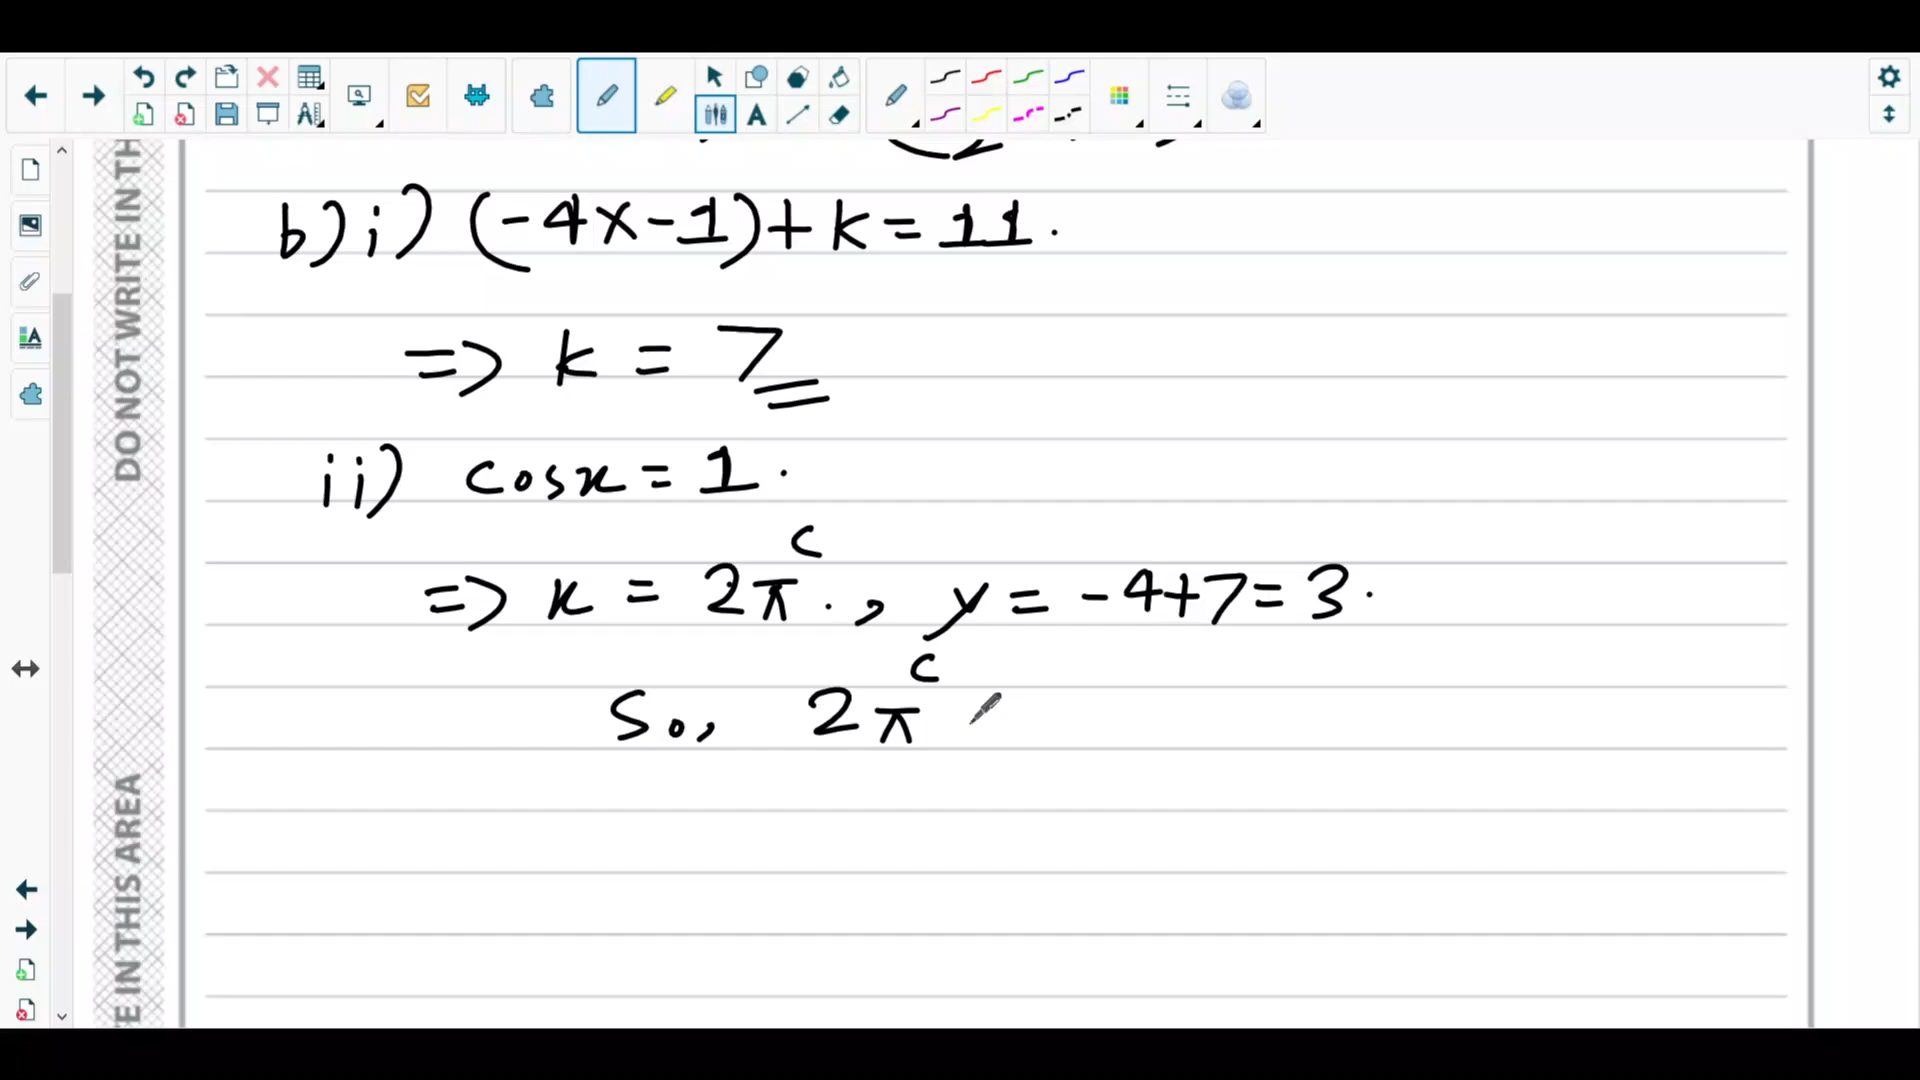 b) i) (-4×-1)+k=11.
=> k = 7
ii) cosx=1.
=> x = 2π^c., y=-4+7=3.
So, 2π^c
DO NOT WRITE IN TH
E IN THIS AREA